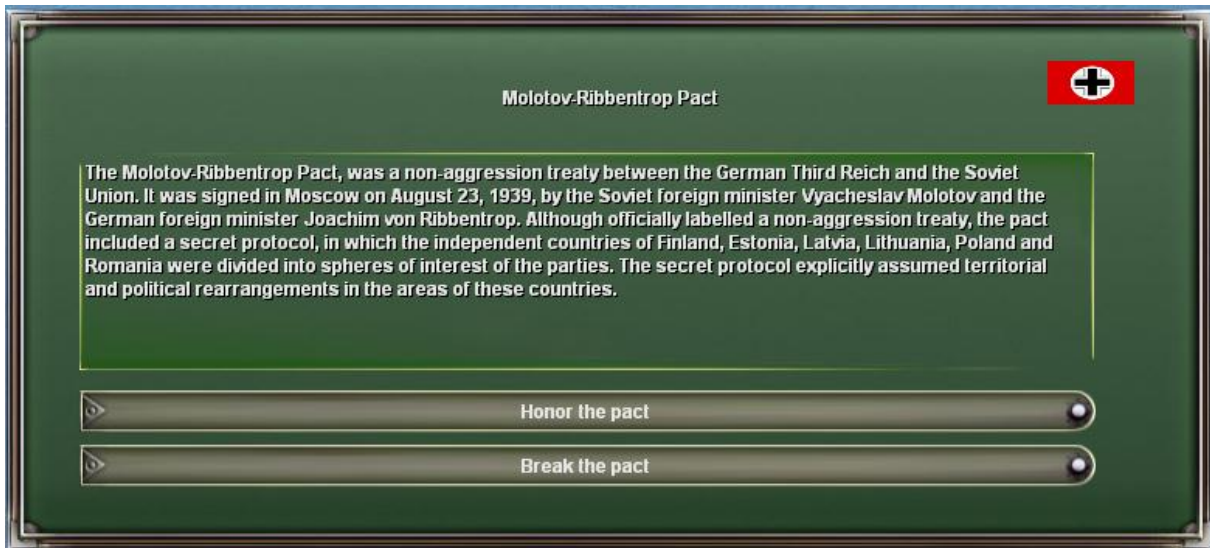 Molotov-Ribbentrop Pact
The Molotov-Ribbentrop Pact, was a non-aggression treaty between the German Third Reich and the Soviet
Union. It was signed in Moscow on August 23, 1939, by the Soviet foreign minister Vyacheslav Molotov and the
German foreign minister Joachim von Ribbentrop. Although officially labelled a non-aggression treaty, the pact
included a secret protocol, in which the independent countries of Finland, Estonia, Latvia, Lithuania, Poland and
Romania were divided into spheres of interest of the parties. The secret protocol explicitly assumed territorial
and political rearrangements in the areas of these countries.
Honor the pact
Break the pact